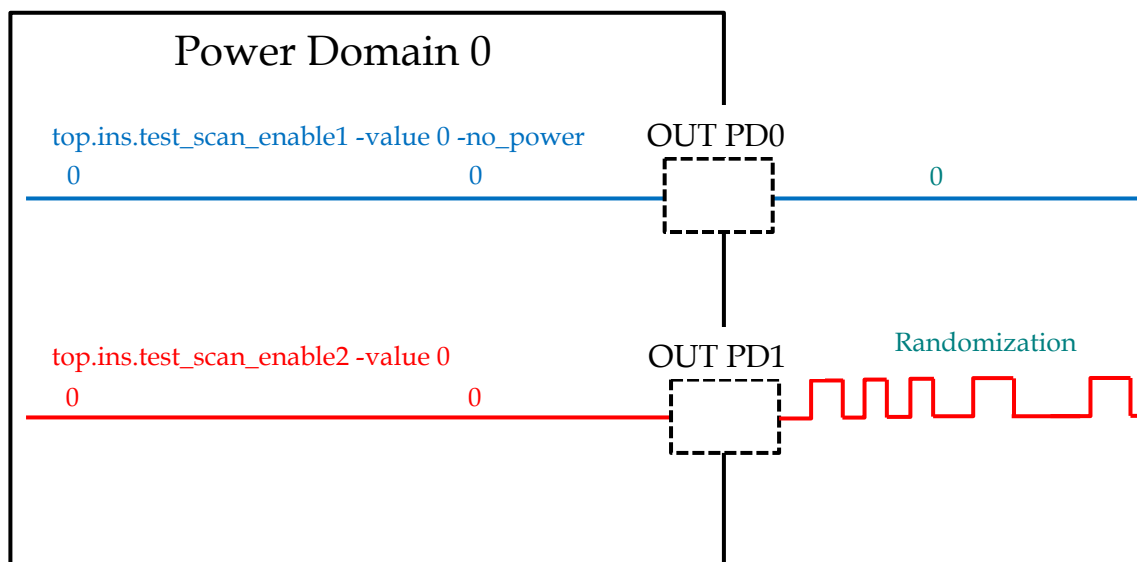 Power Domain 0
top.ins.test_scan_enable1 -value 0 -no_power
OUT PD0
0 0 0
top.ins.test_scan_enable2 -value 0
OUT PD1
Randomization
0 0